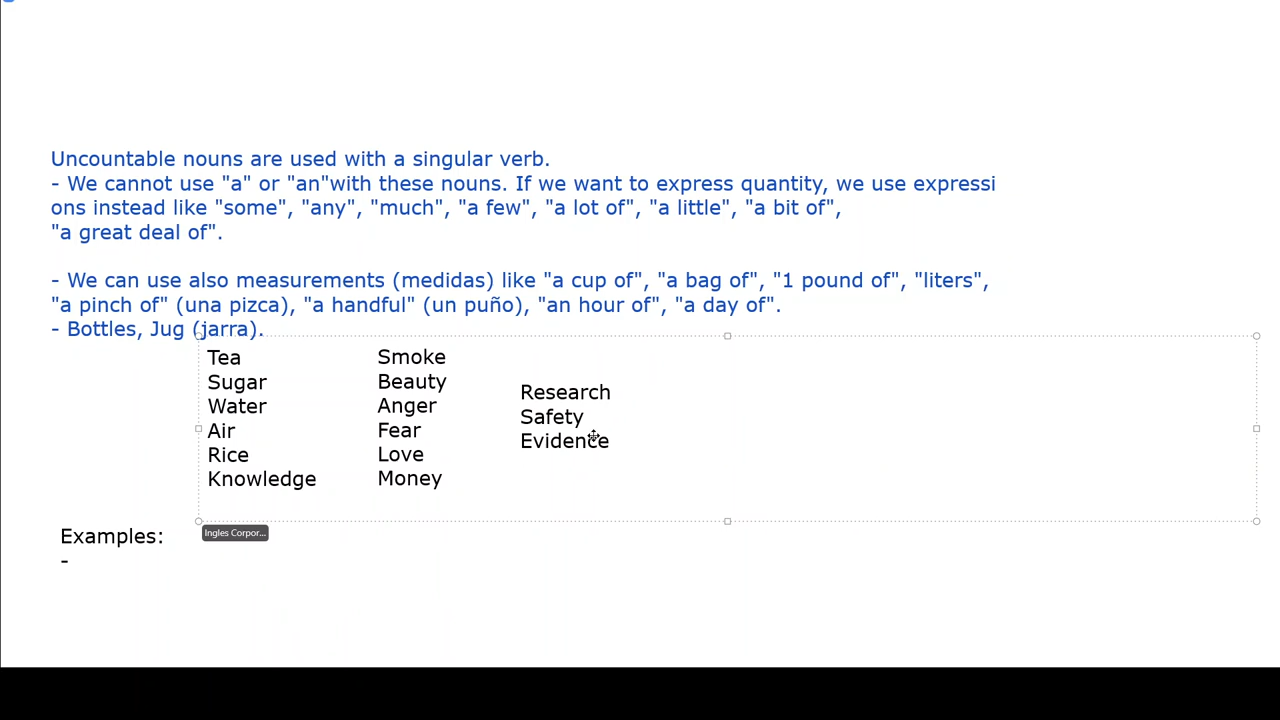 Uncountable nouns are used with a singular verb.
- We cannot use "a" or "an"with these nouns. If we want to express quantity, we use expressi
ons instead like "some", "any", "much", "a few", "a lot of", "a little", "a bit of",
"a great deal of".
- We can use also measurements (medidas) like "a cup of", "a bag of", "1 pound of", "liters",
"a pinch of" (una pizca), "a handful" (un puño), "an hour of", "a day of".
- Bottles, Jug (jarra).
Tea
Sugar
Water
Air
Rice
Knowledge
Smoke
Beauty
Anger
Fear
Love
Money
Research
Safety
Evidence
Ingles Corpor...
Examples:
-